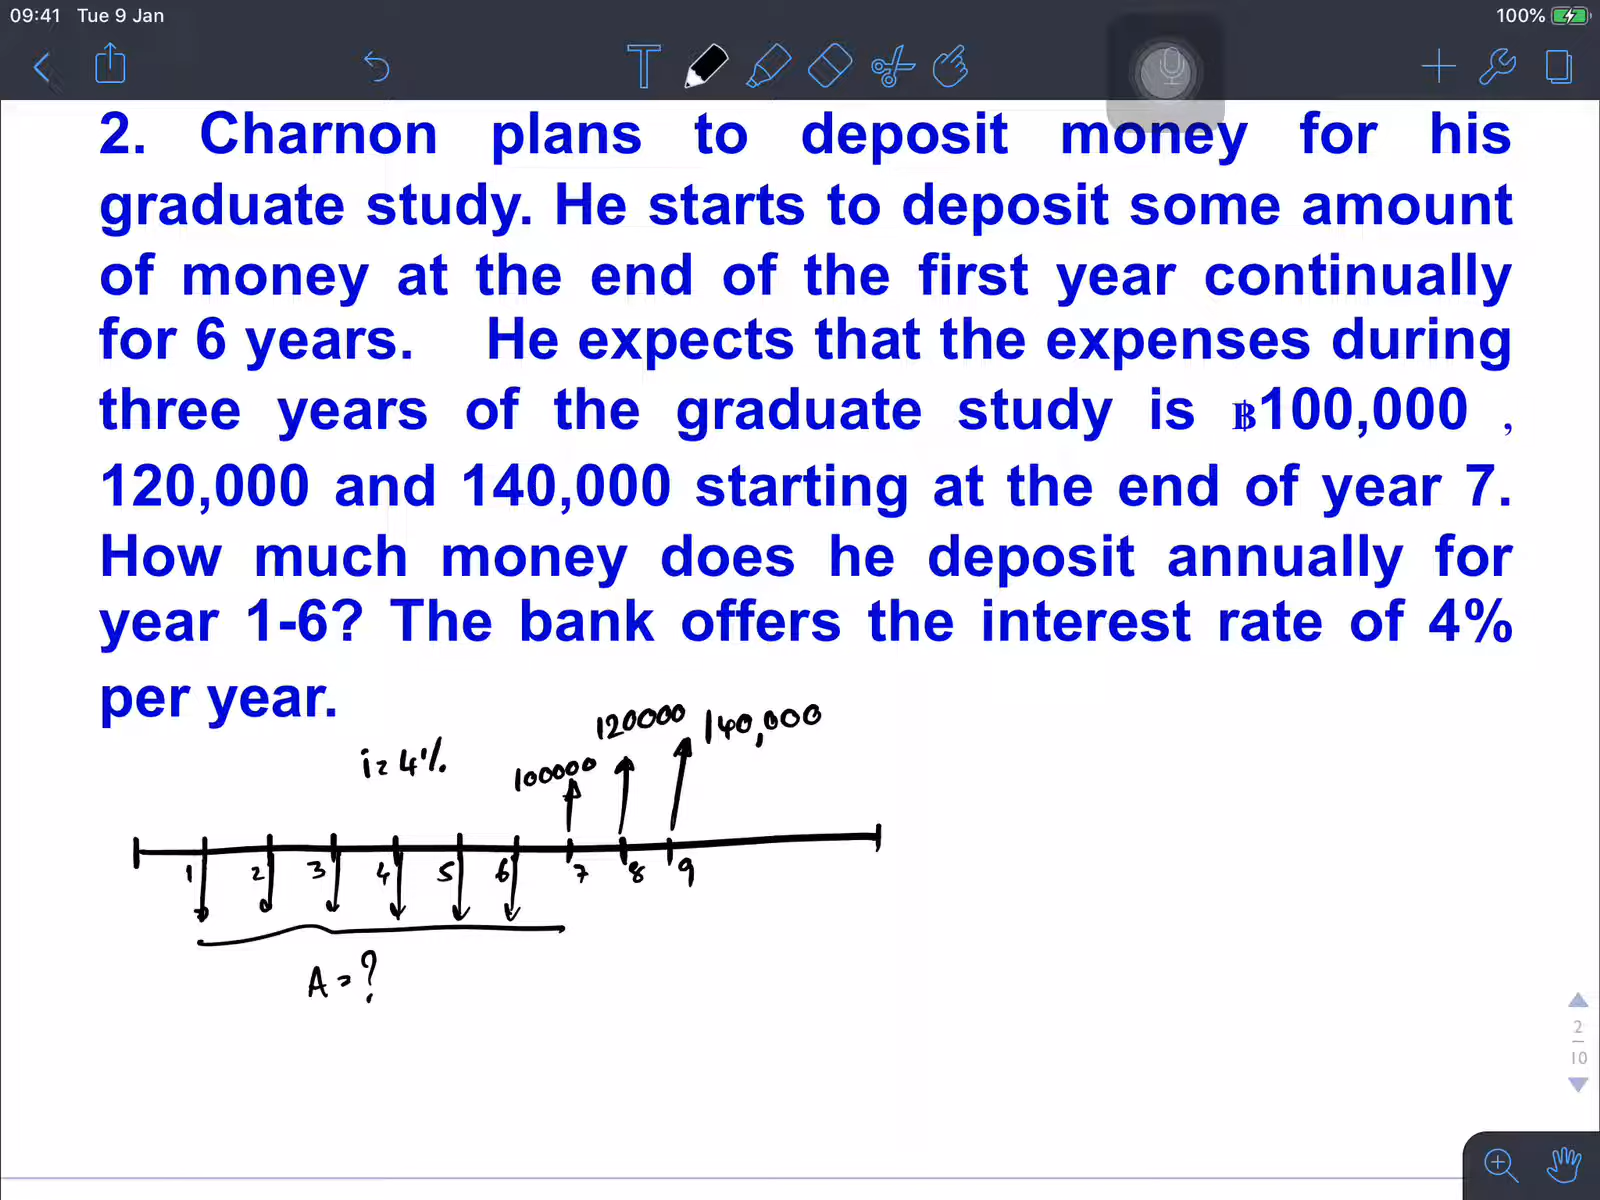 09:41 Tue 9 Jan 100%
2. Charnon plans to deposit money for his
graduate study. He starts to deposit some amount
of money at the end of the first year continually
for 6 years. He expects that the expenses during
three years of the graduate study is ฿100,000 ,
120,000 and 140,000 starting at the end of year 7.
How much money does he deposit annually for
year 1-6? The bank offers the interest rate of 4%
per year.
i = 4%
100000 120000 140,000
1 2 3 4 5 6 7 8 9
A = ?
2
10